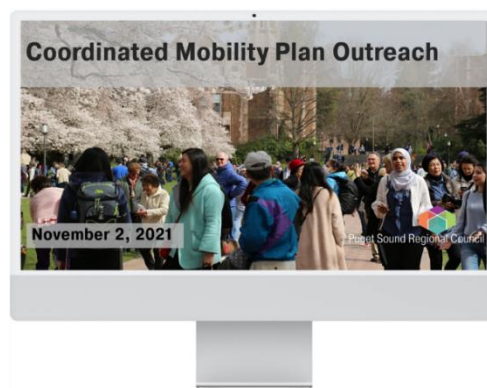 Coordinated Mobility Plan Outreach
November 2, 2021
Puget Sound Regional Council